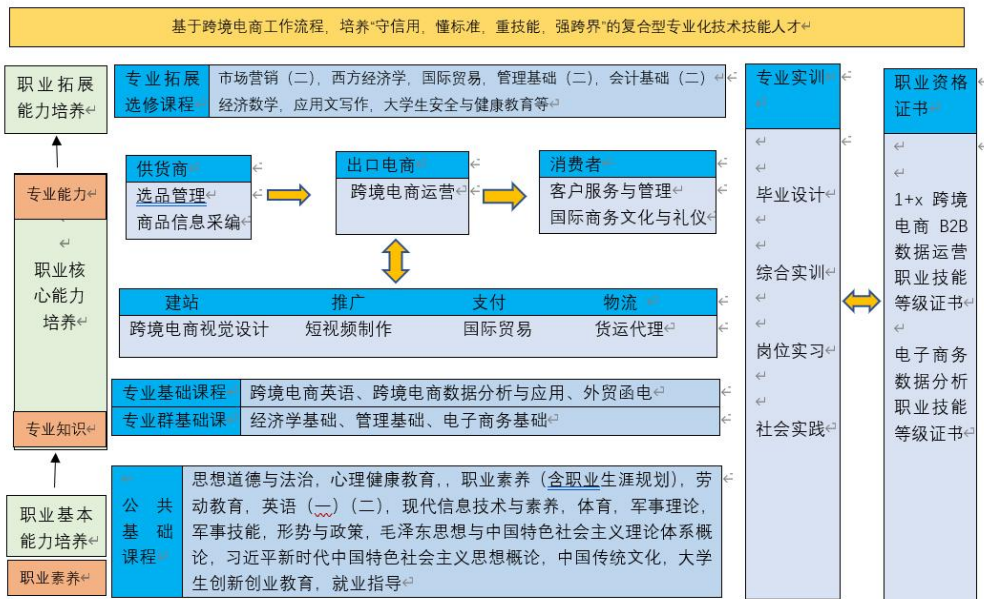 基于跨境电商工作流程，培养“守信用，懂标准，重技能，强跨界”的复合型专业化技术技能人才
职业拓展
能力培养
专业能力
职业核
心能力
培养
专业知识
职业基本
能力培养
职业素养
专业拓展
选修课程
市场营销（二），西方经济学，国际贸易，管理基础（二），会计基础（二）
经济数学，应用文写作，大学生安全与健康教育等
供货商
选品管理
商品信息采编
出口电商
跨境电商运营
消费者
客户服务与管理
国际商务文化与礼仪
建站 推广 支付 物流
跨境电商视觉设计 短视频制作 国际贸易 货运代理
专业基础课程 跨境电商英语、跨境电商数据分析与应用、外贸函电
专业群基础课 经济学基础、管理基础、电子商务基础
公共
基础
课程
思想道德与法治，心理健康教育，，职业素养（含职业生涯规划），劳
动教育，英语（一）（二），现代信息技术与素养，体育，军事理论，
军事技能，形势与政策，毛泽东思想与中国特色社会主义理论体系概
论，习近平新时代中国特色社会主义思想概论，中国传统文化，大学
生创新创业教育，就业指导
专业实训
毕业设计
综合实训
岗位实习
社会实践
职业资格
证书
1+x 跨境
电商 B2B
数据运营
职业技能
等级证书
电子商务
数据分析
职业技能
等级证书